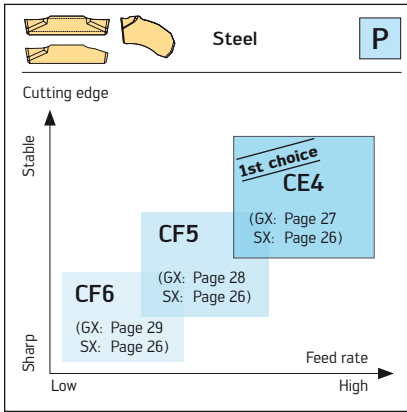 Steel
P
Cutting edge
Stable
1st choice
CE4
(GX: Page 27
SX: Page 26)
CF5
(GX: Page 28
SX: Page 26)
CF6
(GX: Page 29
SX: Page 26)
Sharp
Feed rate
Low
High